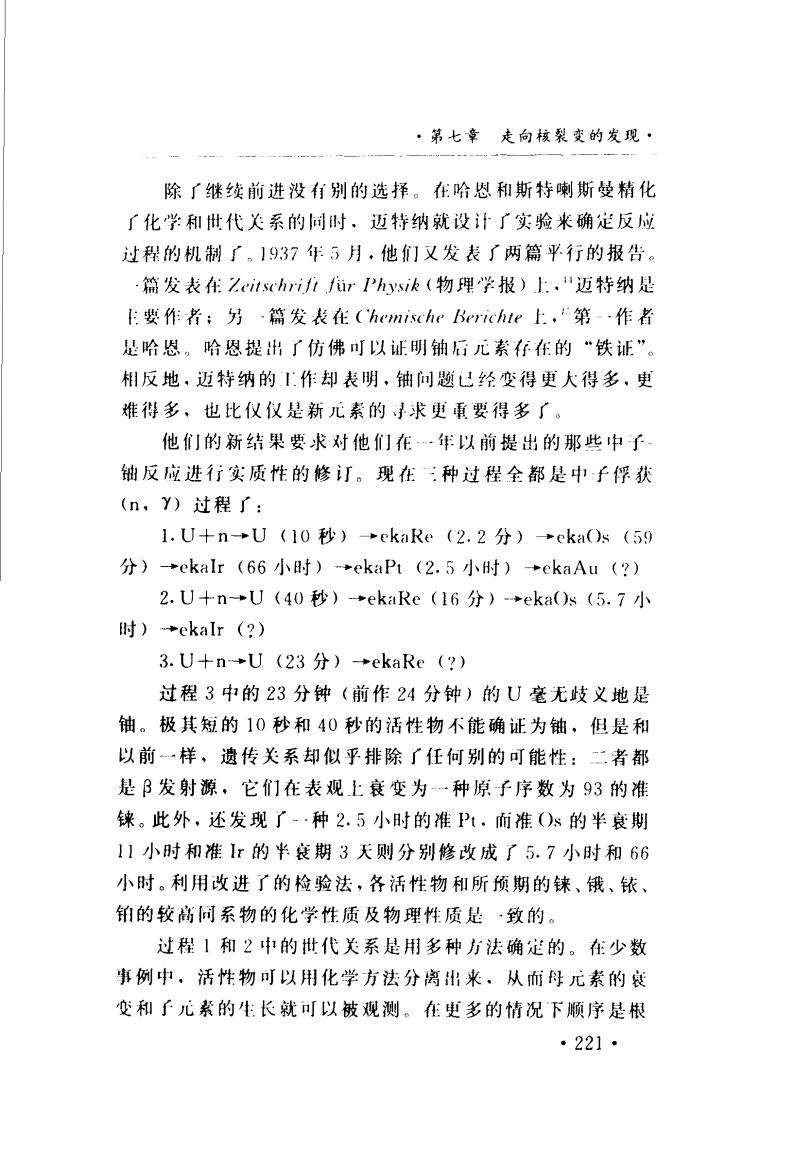 ·第七章 走向核裂变的发现·
除了继续前进没有别的选择。在哈恩和斯特喇斯曼精化
了化学和世代关系的同时，迈特纳就设计了实验来确定反应
过程的机制了。1937年5月，他们又发表了两篇平行的报告。
一篇发表在 Zeitschrift für Physik（物理学报）上，迈特纳是
主要作者；另一篇发表在 Chemische Berichte 上，第一作者
是哈恩。哈恩提出了仿佛可以证明铀后元素存在的“铁证”。
相反地，迈特纳的工作却表明，铀问题已经变得更大得多，更
难得多，也比仅仅是新元素的寻求更重要得多了。
他们的新结果要求对他们在一年以前提出的那些中子-
铀反应进行实质性的修订。现在三种过程全都是中子俘获
(n，γ) 过程了：
1. U+n→U（10秒）→ekaRe（2.2分）→ekaOs（59
分）→ekaIr（66小时）→ekaPt（2.5小时）→ekaAu（?）
2. U+n→U（40秒）→ekaRe（16分）→ekaOs（5.7小
时）→ekaIr（?）
3. U+n→U（23分）→ekaRe（?）
过程3中的23分钟（前作24分钟）的U毫无歧义地是
铀。极其短的10秒和40秒的活性物不能确证为铀，但是和
以前一样，遗传关系却似乎排除了任何别的可能性：二者都
是β发射源，它们在表观上衰变为一种原子序数为93的准
铼。此外，还发现了一种2.5小时的准Pt，而准Os的半衰期
11小时和准Ir的半衰期3天则分别修改成了5.7小时和66
小时。利用改进了的检验法，各活性物和所预期的铼、锇、铱、
铂的较高同系物的化学性质及物理性质是一致的。
过程1和2中的世代关系是用多种方法确定的。在少数
事例中，活性物可以用化学方法分离出来，从而母元素的衰
变和子元素的生长就可以被观测。在更多的情况下顺序是根
·221·